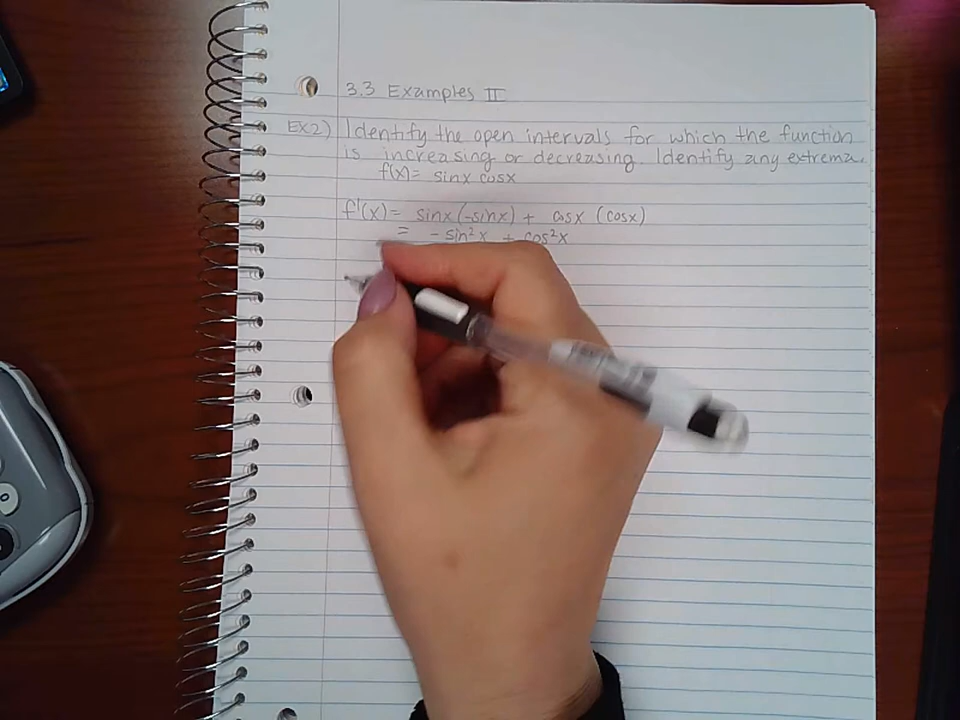 3.3 Examples II
EX2) Identify the open intervals for which the function
is increasing or decreasing. Identify any extrema.
f(x)= sinx cosx
f'(x)= sinx(-sinx) + cosx (cosx)
= - sin²x + cos²x